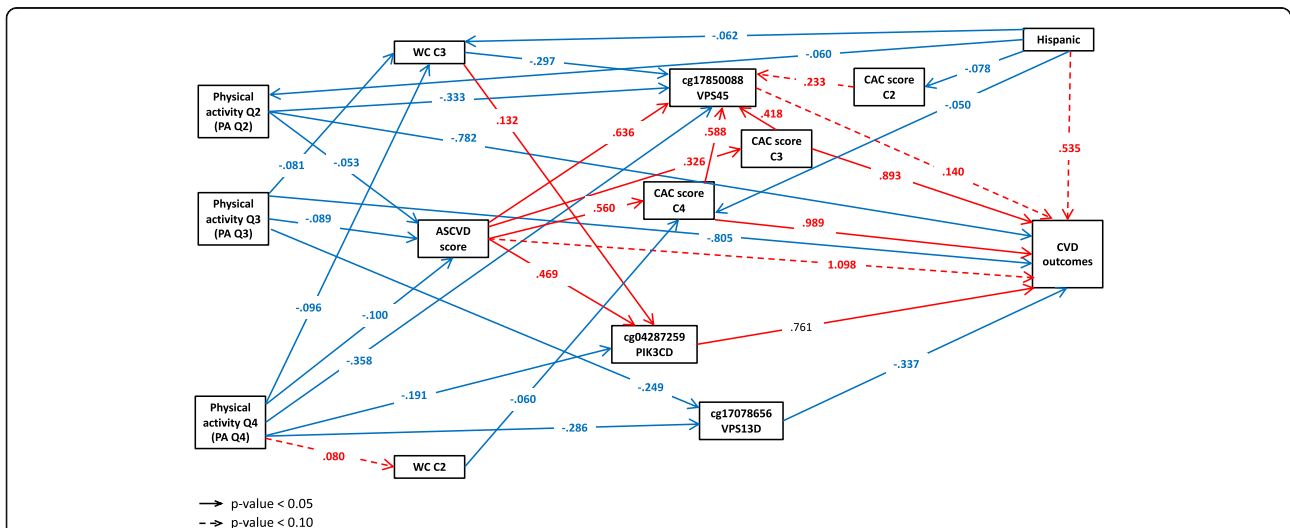 -.062
Hispanic
WC C3
-.060
-.297
cg17850088
VPS45
.233
CAC score
C2
-.078
Physical
activity Q2
(PA Q2)
-.333
-.050
.132
.418
.636
.588
-.782
CAC score
C3
.535
-.081
-.053
.326
.140
.893
Physical
activity Q3
(PA Q3)
CAC score
C4
-.089
.560
.989
ASCVD
score
-.805
CVD
outcomes
1.098
.469
-.096
-.100
cg04287259
PIK3CD
.761
-.358
-.337
-.249
-.191
-.060
Physical
activity Q4
(PA Q4)
cg17078656
VPS13D
-.286
.080
WC C2
p-value < 0.05
p-value < 0.10